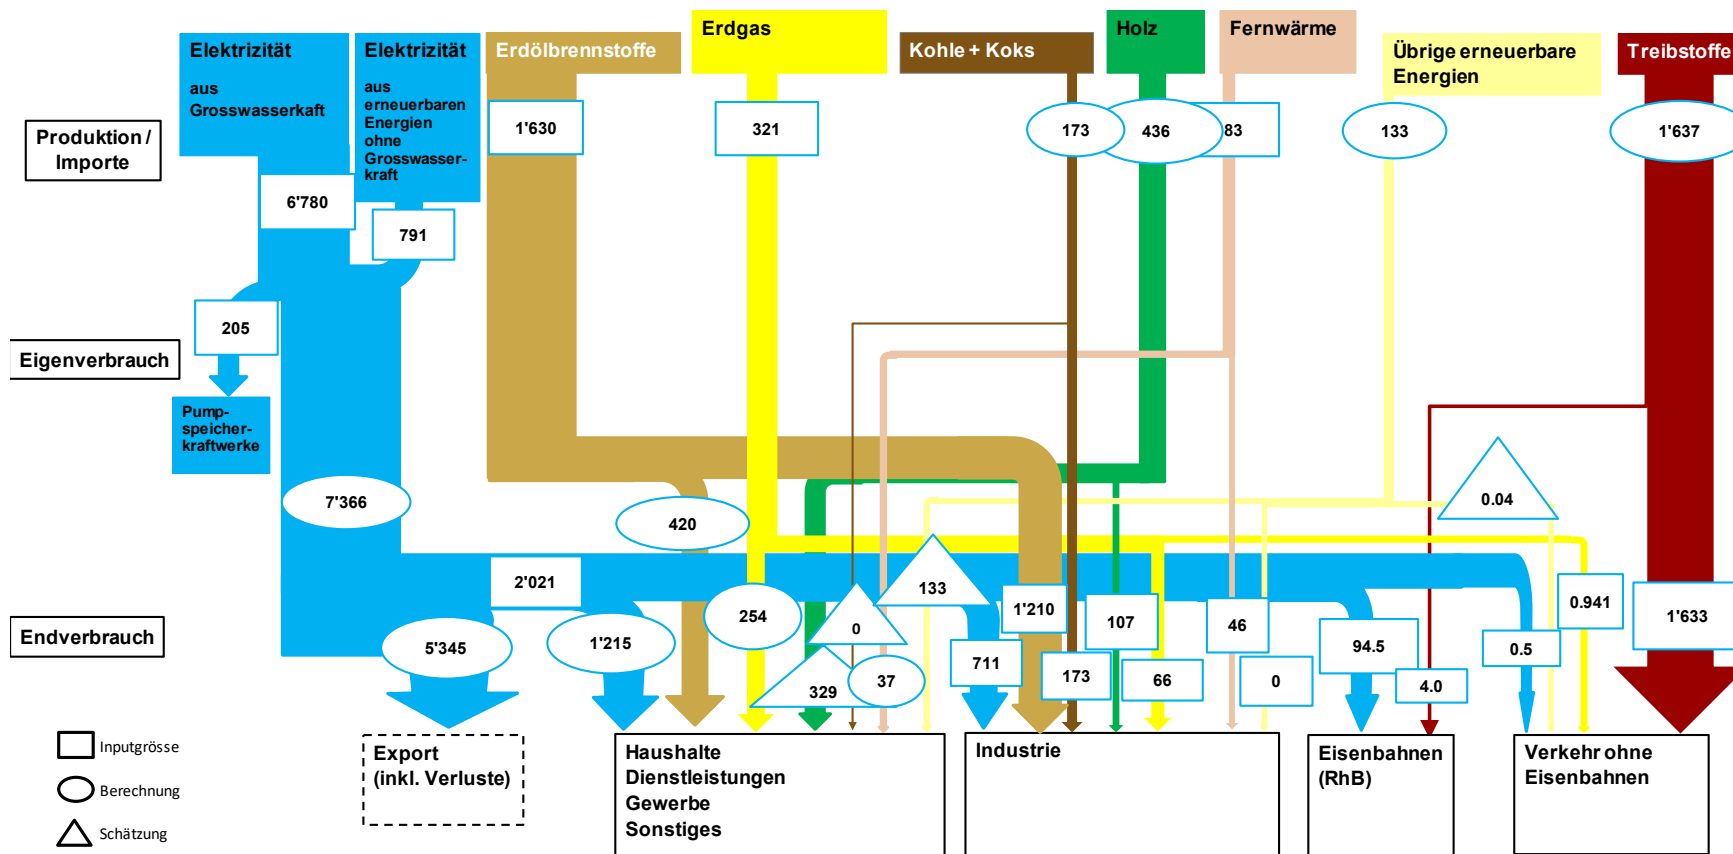 Elektrizität
aus
Grosswasserkaft
Elektrizität
aus
erneuerbaren
Energien
ohne
Grosswasser-
kraft
Erdölbrennstoffe
Erdgas
Kohle + Koks
Holz
Fernwärme
Übrige erneuerbare
Energien
Treibstoffe
Produktion /
Importe
1'630
321
173
436
83
133
1'637
6'780
791
205
Eigenverbrauch
Pump-
speicher-
kraftwerke
7'366
420
0.04
2'021
133
1'210
107
46
0.941
1'633
Endverbrauch
5'345
1'215
254
0
329
37
711
173
66
0
94.5
4.0
0.5
Export
(inkl. Verluste)
Haushalte
Dienstleistungen
Gewerbe
Sonstiges
Industrie
Eisenbahnen
(RhB)
Verkehr ohne
Eisenbahnen
Inputgrösse
Berechnung
Schätzung